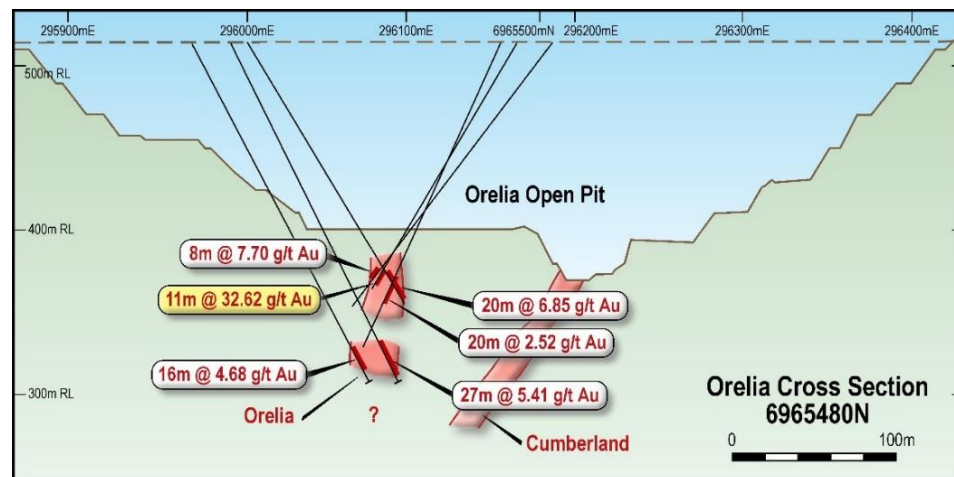 295900mE 296000mE 296100mE 6965500mN 296200mE 296300mE 296400mE
500m RL
Orelia Open Pit
400m RL
8m @ 7.70 g/t Au
11m @ 32.62 g/t Au
20m @ 6.85 g/t Au
20m @ 2.52 g/t Au
16m @ 4.68 g/t Au
27m @ 5.41 g/t Au
300m RL
Orelia ?
Cumberland
Orelia Cross Section
6965480N
0 100m